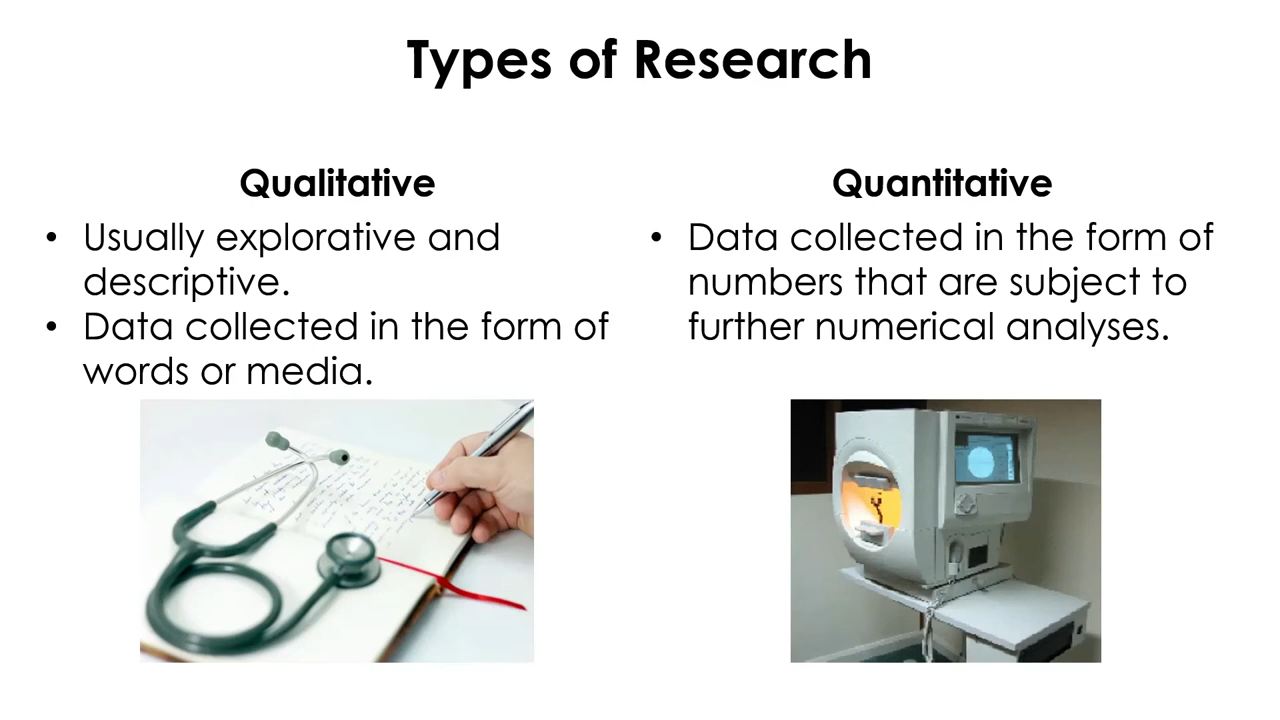 Types of Research
Qualitative
• Usually explorative and
descriptive.
• Data collected in the form of
words or media.
Quantitative
• Data collected in the form of
numbers that are subject to
further numerical analyses.